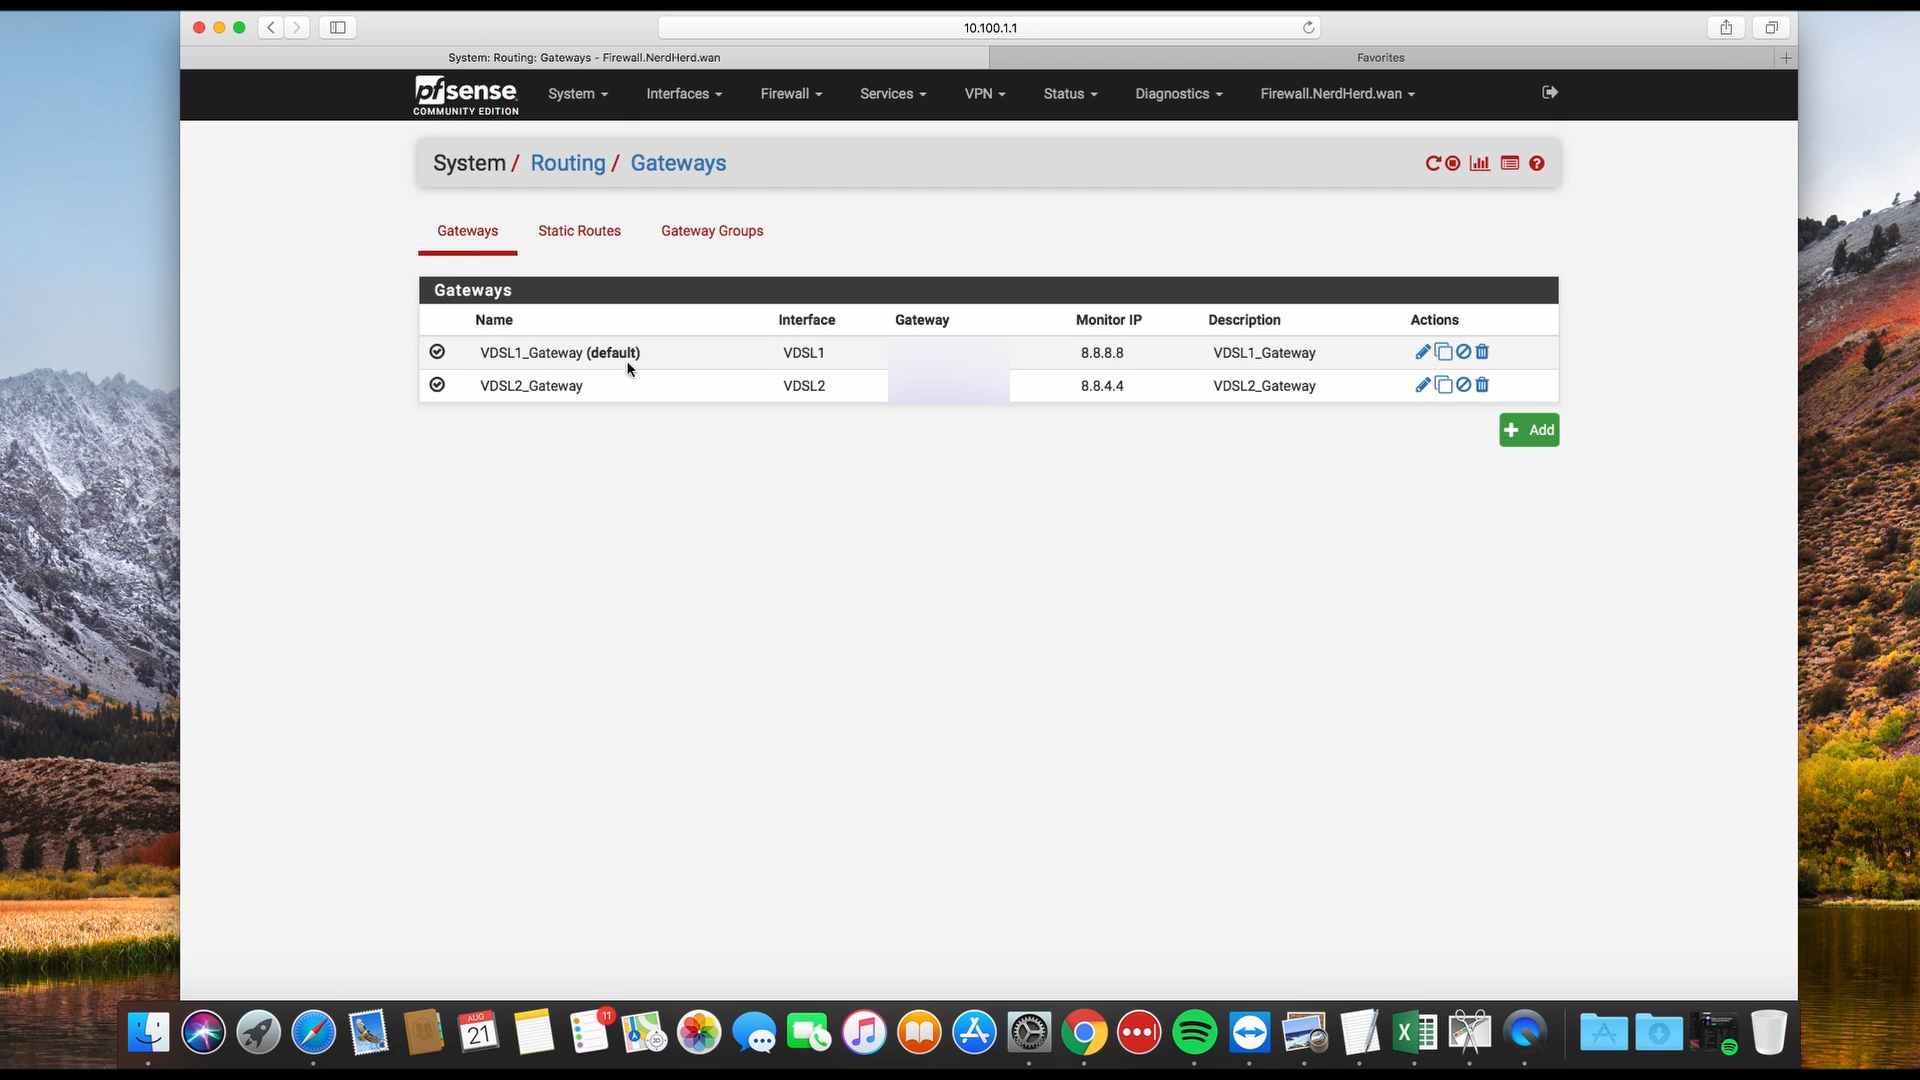 10.100.1.1
System: Routing: Gateways - Firewall.NerdHerd.wan
Favorites
pfsense
COMMUNITY EDITION
System
Interfaces
Firewall
Services
VPN
Status
Diagnostics
Firewall.NerdHerd.wan
System / Routing / Gateways
Gateways
Static Routes
Gateway Groups
Gateways
Name Interface Gateway Monitor IP Description Actions
VDSL1_Gateway (default) VDSL1 8.8.8.8 VDSL1_Gateway
VDSL2_Gateway VDSL2 8.8.4.4 VDSL2_Gateway
Add
AUG
21
11